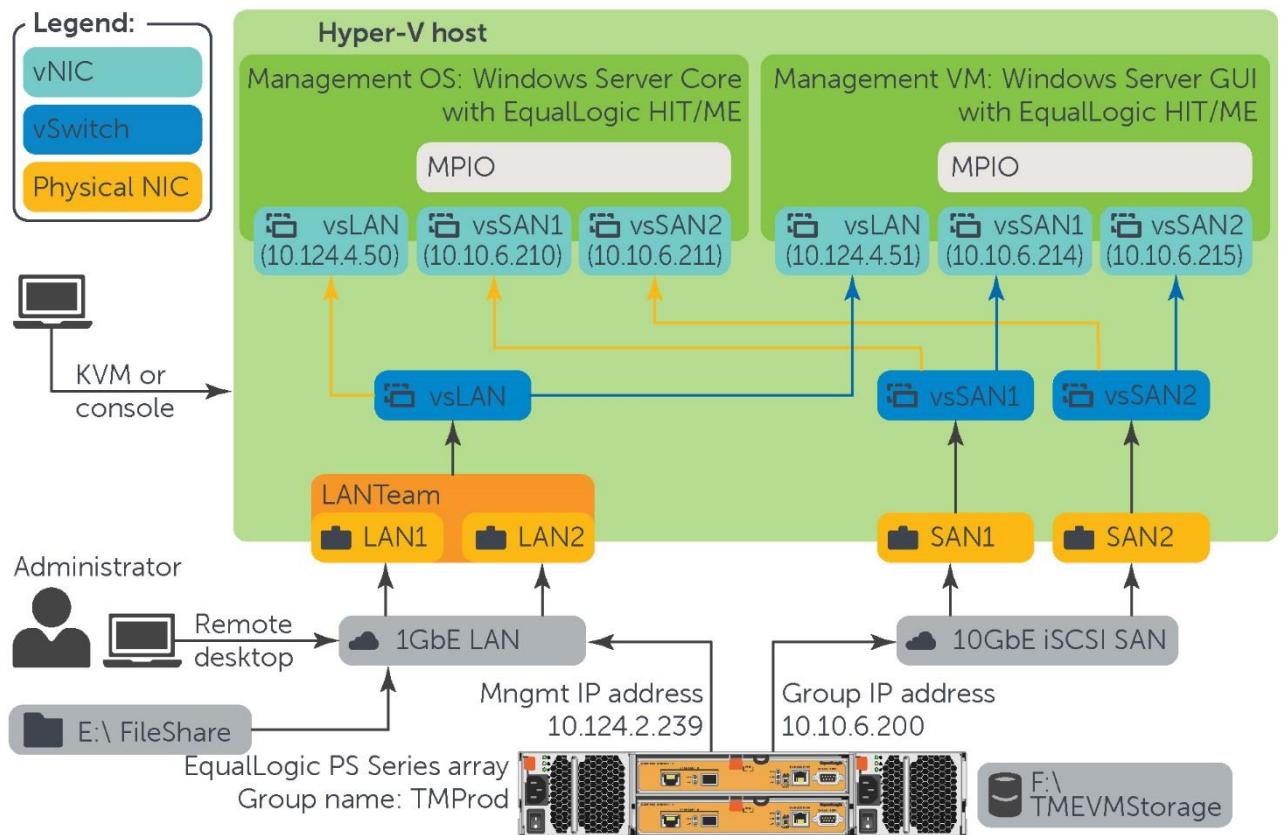 Legend:
vNIC
vSwitch
Physical NIC
Hyper-V host
Management OS: Windows Server Core
with EqualLogic HIT/ME
MPIO
vsLAN
(10.124.4.50)
vsSAN1
(10.10.6.210)
vsSAN2
(10.10.6.211)
Management VM: Windows Server GUI
with EqualLogic HIT/ME
MPIO
vsLAN
(10.124.4.51)
vsSAN1
(10.10.6.214)
vsSAN2
(10.10.6.215)
KVM or
console
vsLAN
vsSAN1
vsSAN2
LANTeam
LAN1
LAN2
SAN1
SAN2
Administrator
Remote
desktop
1GbE LAN
10GbE iSCSI SAN
Mngmt IP address
10.124.2.239
Group IP address
10.10.6.200
E:\ FileShare
EqualLogic PS Series array
Group name: TMProd
F:\
TMEVMStorage